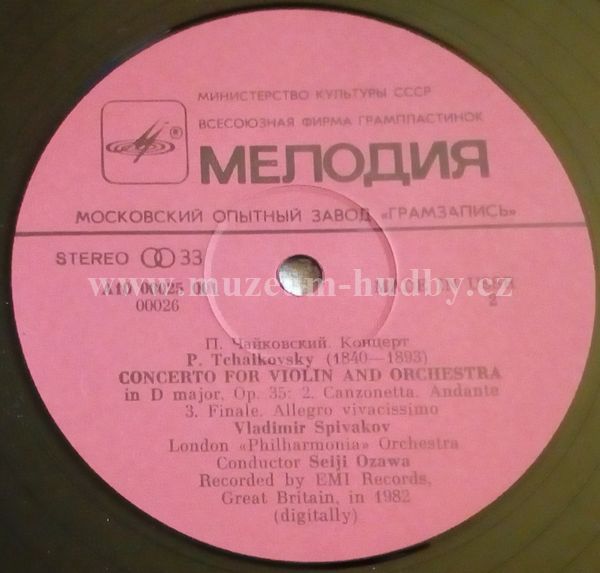 МИНИСТЕРСТВО КУЛЬТУРЫ СССР
ВСЕСОЮЗНАЯ ФИРМА ГРАМПЛАСТИНОК
®
МЕЛОДИЯ
МОСКОВСКИЙ ОПЫТНЫЙ ЗАВОД «ГРАМЗАПИСЬ»
STEREO 33
A10 00025
00026
2
www.muzeum-hudby.cz
П. Чайковский. Концерт
P. Tchaikovsky (1840—1893)
CONCERTO FOR VIOLIN AND ORCHESTRA
in D major, Op. 35: 2. Canzonetta. Andante
3. Finale. Allegro vivacissimo
Vladimir Spivakov
London «Philharmonia» Orchestra
Conductor Seiji Ozawa
Recorded by EMI Records,
Great Britain, in 1982
(digitally)